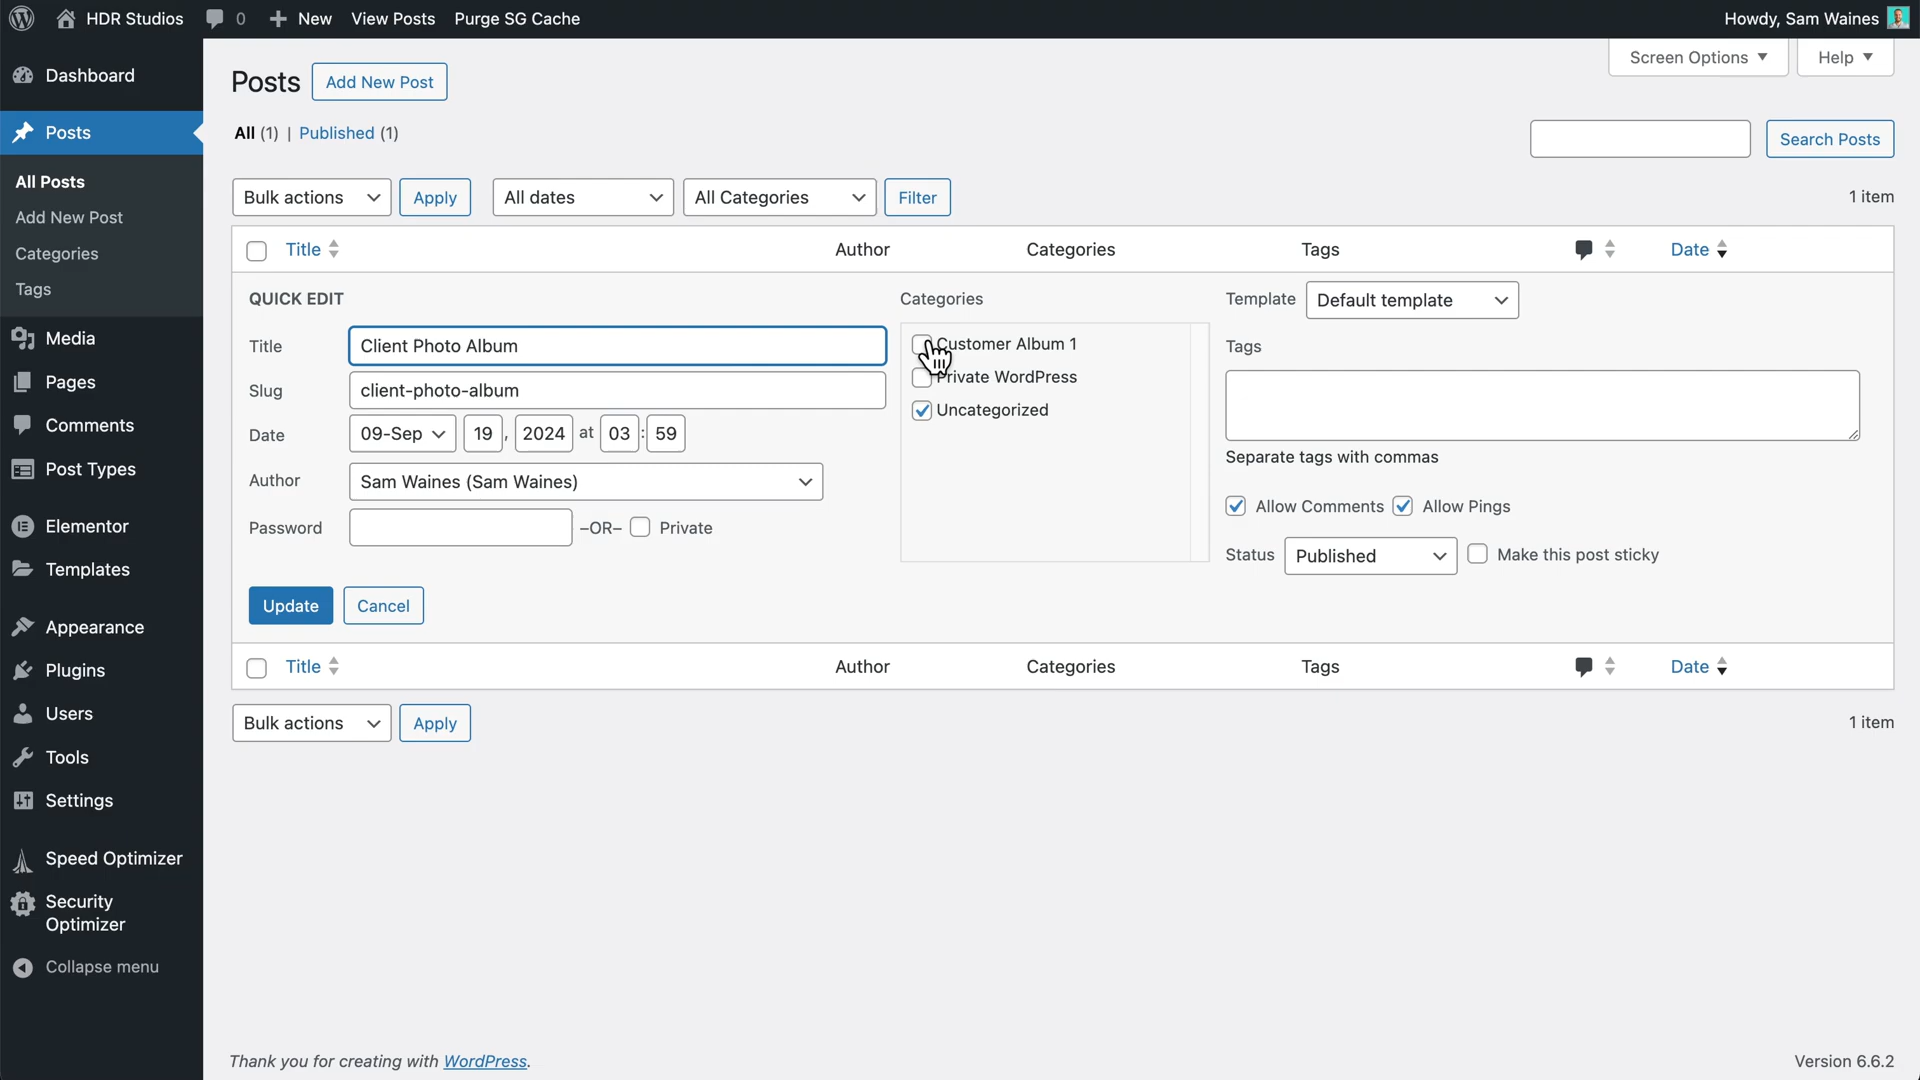 HDR Studios 0 New View Posts Purge SG Cache Howdy, Sam Waines
Dashboard
Posts
All Posts
Add New Post
Categories
Tags
Media
Pages
Comments
Post Types
Elementor
Templates
Appearance
Plugins
Users
Tools
Settings
Speed Optimizer
Security
Optimizer
Collapse menu
Screen Options Help
Posts Add New Post
All (1) | Published (1)
Search Posts
Bulk actions Apply All dates All Categories Filter 1 item
Title Author Categories Tags Date
QUICK EDIT
Title Client Photo Album
Slug client-photo-album
Date 09-Sep 19 , 2024 at 03 : 59
Author Sam Waines (Sam Waines)
Password –OR– Private
Categories
Customer Album 1
Private WordPress
Uncategorized
Template Default template
Tags
Separate tags with commas
Allow Comments Allow Pings
Status Published Make this post sticky
Update Cancel
Title Author Categories Tags Date
Bulk actions Apply 1 item
Thank you for creating with WordPress. Version 6.6.2